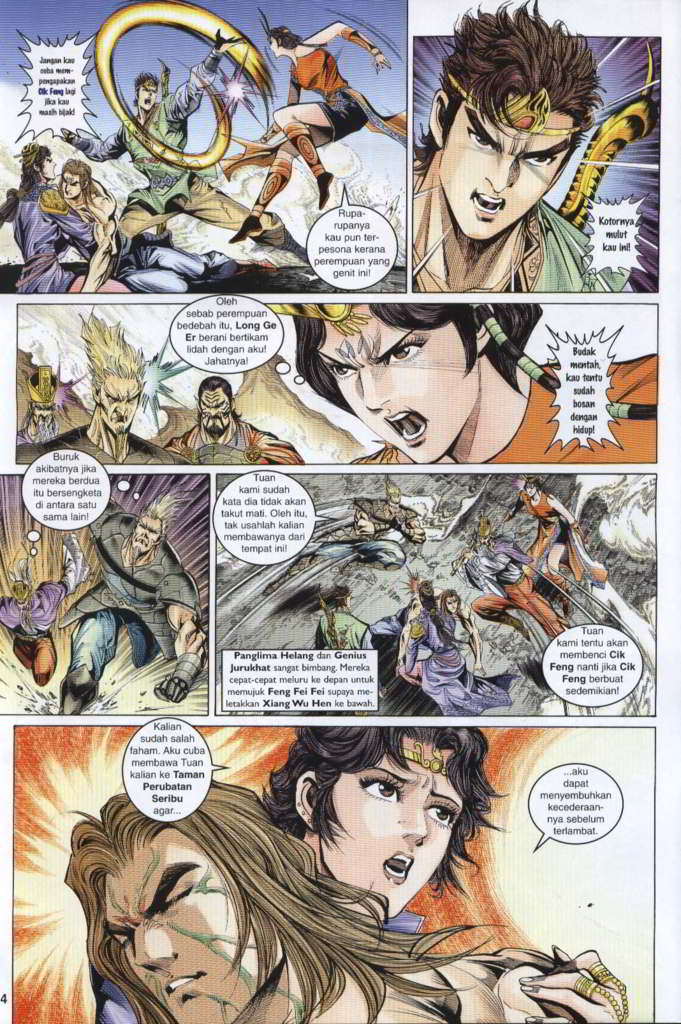 Jangan kau
cuba mem-
pengapakan
Cik Feng lagi
jika kau
masih bijak!
Rupa-
rupanya
kau pun ter-
pesona kerana
perempuan yang
genit ini!
Kotornya
mulut
kau ini!
Oleh
sebab perempuan
bedebah itu, Long Ge
Er berani bertikam
lidah dengan aku!
Jahatnya!
Budak
mentah,
kau tentu
sudah
bosan
dengan
hidup!
Buruk
akibatnya jika
mereka berdua
itu bersengketa
di antara satu
sama lain!
Tuan
kami sudah
kata dia tidak akan
takut mati. Oleh itu,
tak usahlah kalian
membawanya dari
tempat ini!
Panglima Helang dan Genius
Jurukhat sangat bimbang. Mereka
cepat-cepat meluru ke depan untuk
memujuk Feng Fei Fei supaya me-
letakkan Xiang Wu Hen ke bawah.
Tuan
kami tentu akan
membenci Cik
Feng nanti jika Cik
Feng berbuat
sedemikian!
Kalian
sudah salah
faham. Aku cuba
membawa Tuan
kalian ke Taman
Perubatan
Seribu
agar...
...aku
dapat
menyembuhkan
kecederaan-
nya sebelum
terlambat.
4